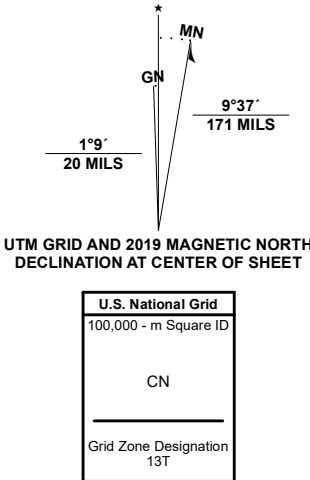 ★
MN
GN
9°37´
171 MILS
1°9´
20 MILS
UTM GRID AND 2019 MAGNETIC NORTH
DECLINATION AT CENTER OF SHEET
U.S. National Grid
100,000 - m Square ID
CN
Grid Zone Designation
13T